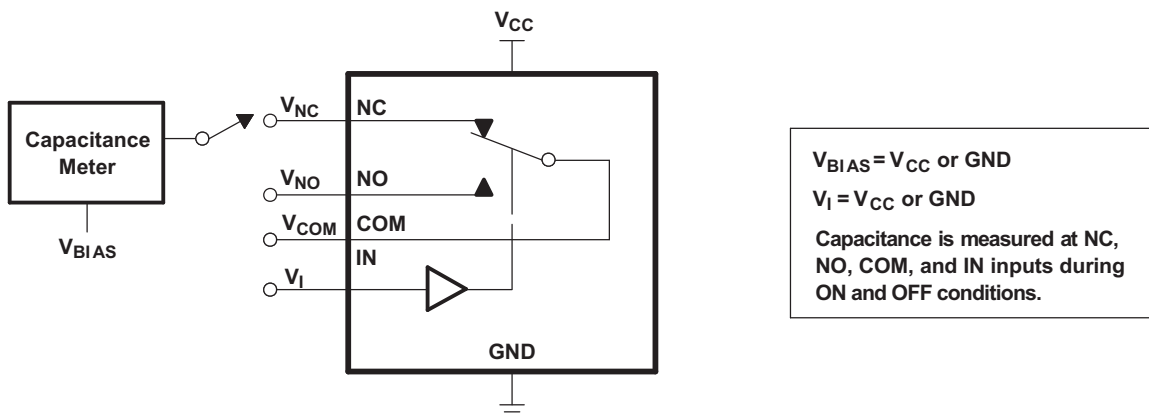 VCC
Capacitance
Meter
VBIAS
VNC
NC
VNO
NO
VCOM
COM
IN
VI
GND
VBIAS = VCC or GND
VI = VCC or GND
Capacitance is measured at NC,
NO, COM, and IN inputs during
ON and OFF conditions.